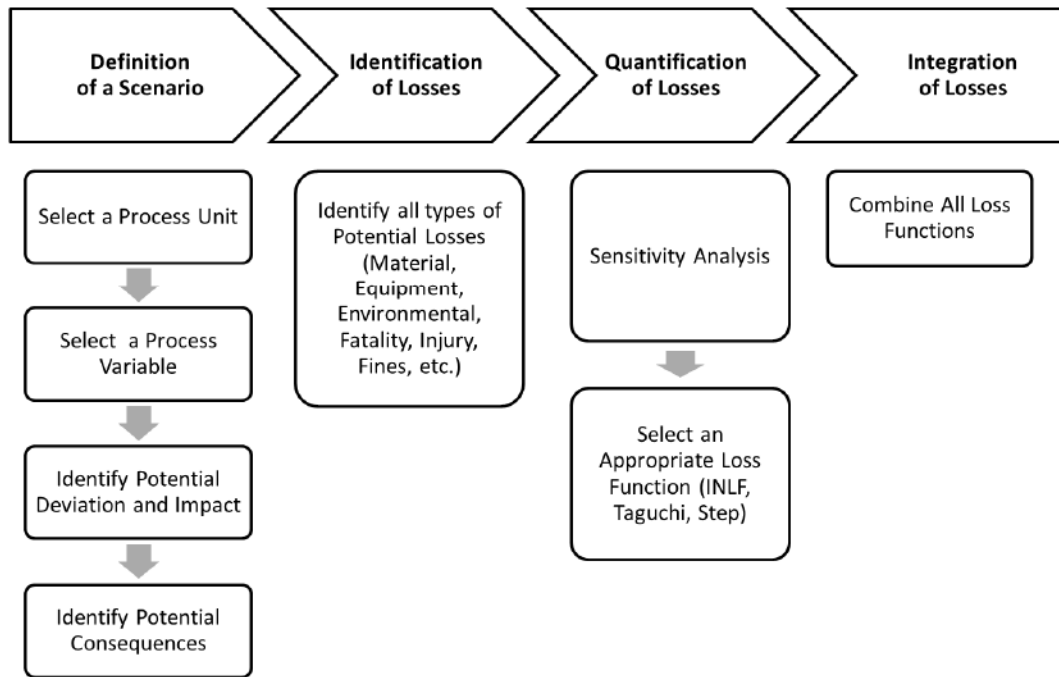 Definition
of a Scenario
Identification
of Losses
Quantification
of Losses
Integration
of Losses
Select a Process Unit
Select a Process
Variable
Identify Potential
Deviation and Impact
Identify Potential
Consequences
Identify all types of
Potential Losses
(Material,
Equipment,
Environmental,
Fatality, Injury,
Fines, etc.)
Sensitivity Analysis
Select an
Appropriate Loss
Function (INLF,
Taguchi, Step)
Combine All Loss
Functions